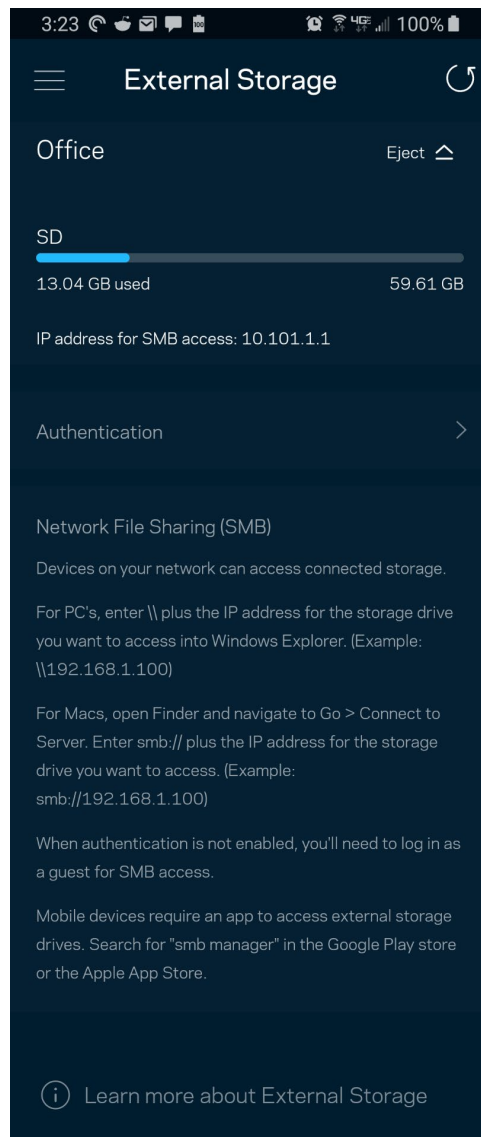 3:23 100%
External Storage
Office Eject
SD
13.04 GB used 59.61 GB
IP address for SMB access: 10.101.1.1
Authentication
Network File Sharing (SMB)
Devices on your network can access connected storage.
For PC's, enter \\ plus the IP address for the storage drive
you want to access into Windows Explorer. (Example:
\\192.168.1.100)
For Macs, open Finder and navigate to Go > Connect to
Server. Enter smb:// plus the IP address for the storage
drive you want to access. (Example:
smb://192.168.1.100)
When authentication is not enabled, you'll need to log in as
a guest for SMB access.
Mobile devices require an app to access external storage
drives. Search for "smb manager" in the Google Play store
or the Apple App Store.
Learn more about External Storage